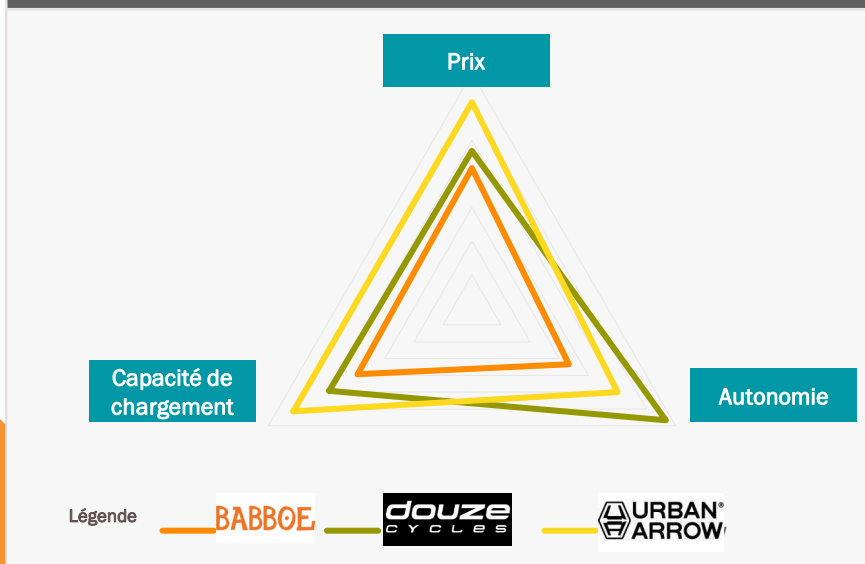 Prix
Capacité de
chargement
Autonomie
Légende
BABBOE
douze
CYCLES
URBAN®
ARROW